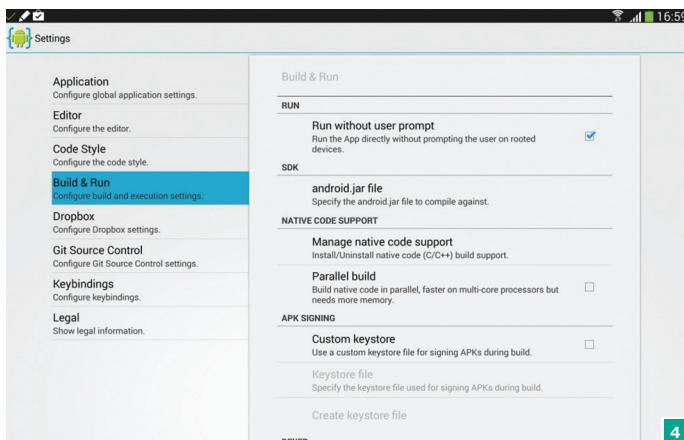 16:59
Settings
Application
Configure global application settings.
Editor
Configure the editor.
Code Style
Configure the code style.
Build & Run
Configure build and execution settings.
Dropbox
Configure Dropbox settings.
Git Source Control
Configure Git Source Control settings.
Keybindings
Configure keybindings.
Legal
Show legal information.
Build & Run
RUN
Run without user prompt
Run the App directly without prompting the user on rooted
devices.
SDK
android.jar file
Specify the android.jar file to compile against.
NATIVE CODE SUPPORT
Manage native code support
Install/Uninstall native code (C/C++) build support.
Parallel build
Build native code in parallel, faster on multi-core processors but
needs more memory.
APK SIGNING
Custom keystore
Use a custom keystore file for signing APKs during build.
Keystore file
Specify the keystore file used for signing APKs during build.
Create keystore file
4